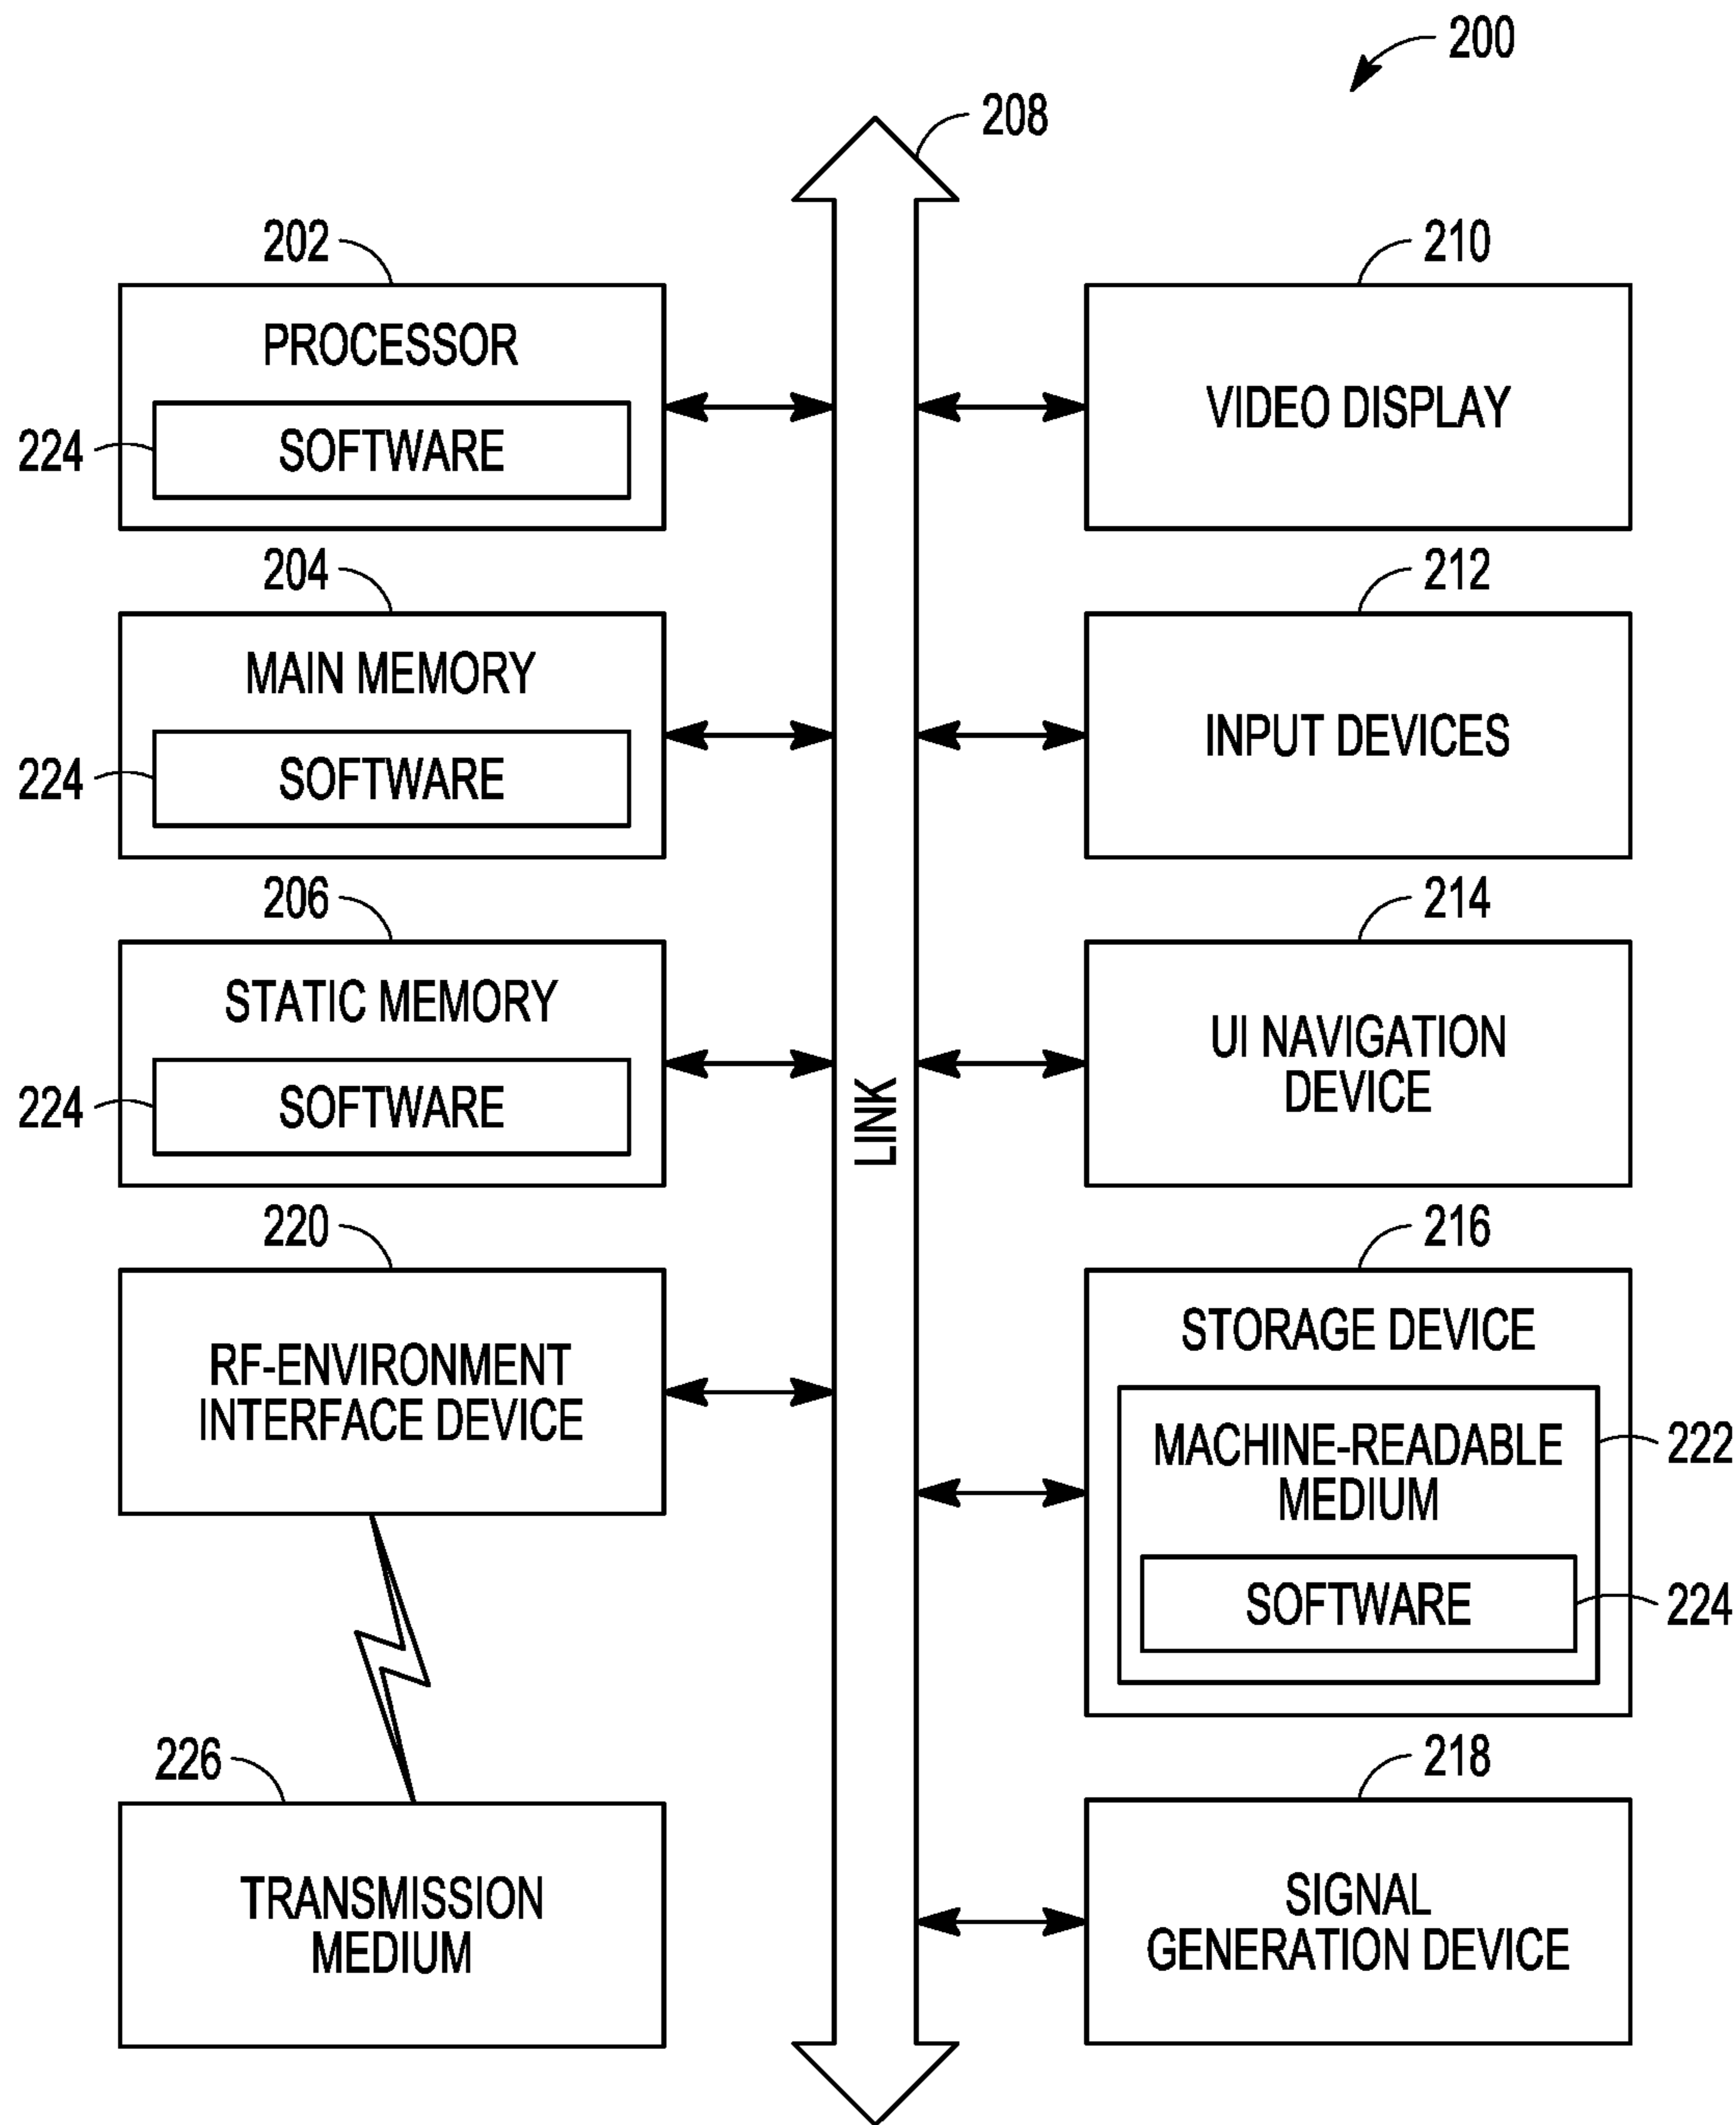 200
208
202
PROCESSOR
224
SOFTWARE
204
MAIN MEMORY
224
SOFTWARE
206
STATIC MEMORY
224
SOFTWARE
220
RF-ENVIRONMENT
INTERFACE DEVICE
226
TRANSMISSION
MEDIUM
LINK
210
VIDEO DISPLAY
212
INPUT DEVICES
214
UI NAVIGATION
DEVICE
216
STORAGE DEVICE
MACHINE-READABLE
MEDIUM
222
SOFTWARE
224
218
SIGNAL
GENERATION DEVICE